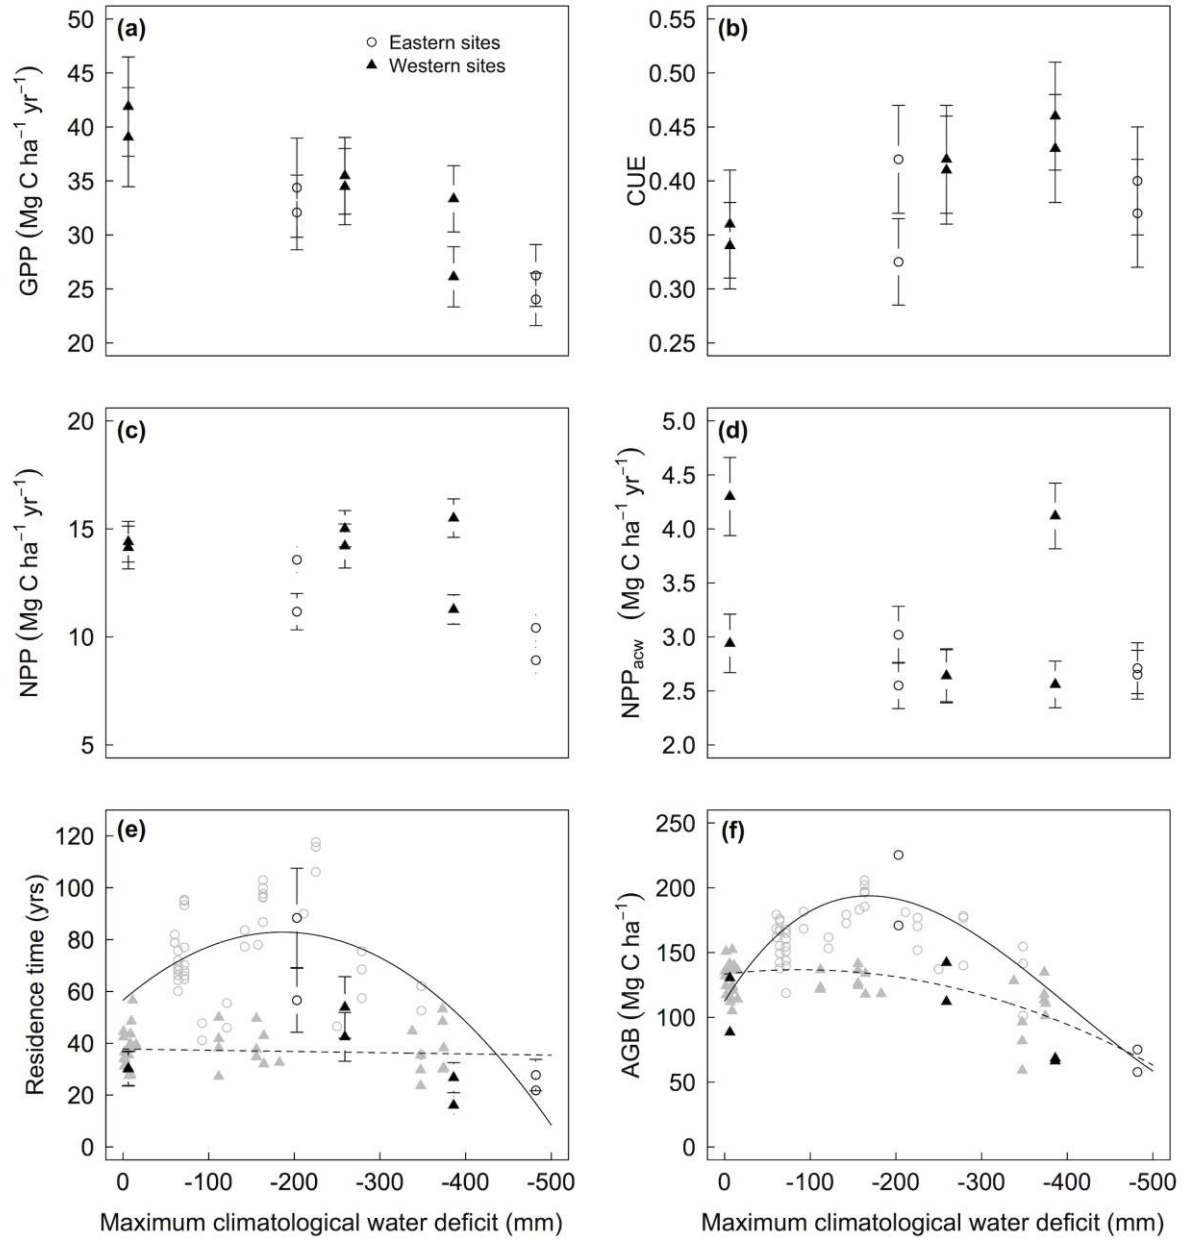 (a)
Eastern sites
Western sites
GPP (Mg C ha⁻¹ yr⁻¹)
50
45
40
35
30
25
20
(b)
CUE
0.55
0.50
0.45
0.40
0.35
0.30
0.25
(c)
NPP (Mg C ha⁻¹ yr⁻¹)
20
15
10
5
(d)
NPPacw (Mg C ha⁻¹ yr⁻¹)
5.0
4.5
4.0
3.5
3.0
2.5
2.0
(e)
Residence time (yrs)
120
100
80
60
40
20
0
0 -100 -200 -300 -400 -500
Maximum climatological water deficit (mm)
(f)
AGB (Mg C ha⁻¹)
250
200
150
100
50
0
0 -100 -200 -300 -400 -500
Maximum climatological water deficit (mm)